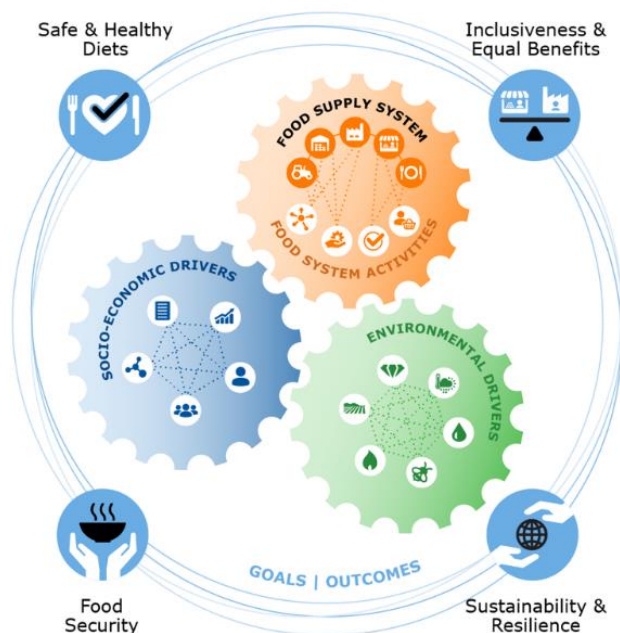 Safe & Healthy
Diets
Inclusiveness &
Equal Benefits
FOOD SUPPLY SYSTEM
FOOD SYSTEM ACTIVITIES
SOCIO-ECONOMIC DRIVERS
ENVIRONMENTAL DRIVERS
GOALS | OUTCOMES
Food
Security
Sustainability &
Resilience